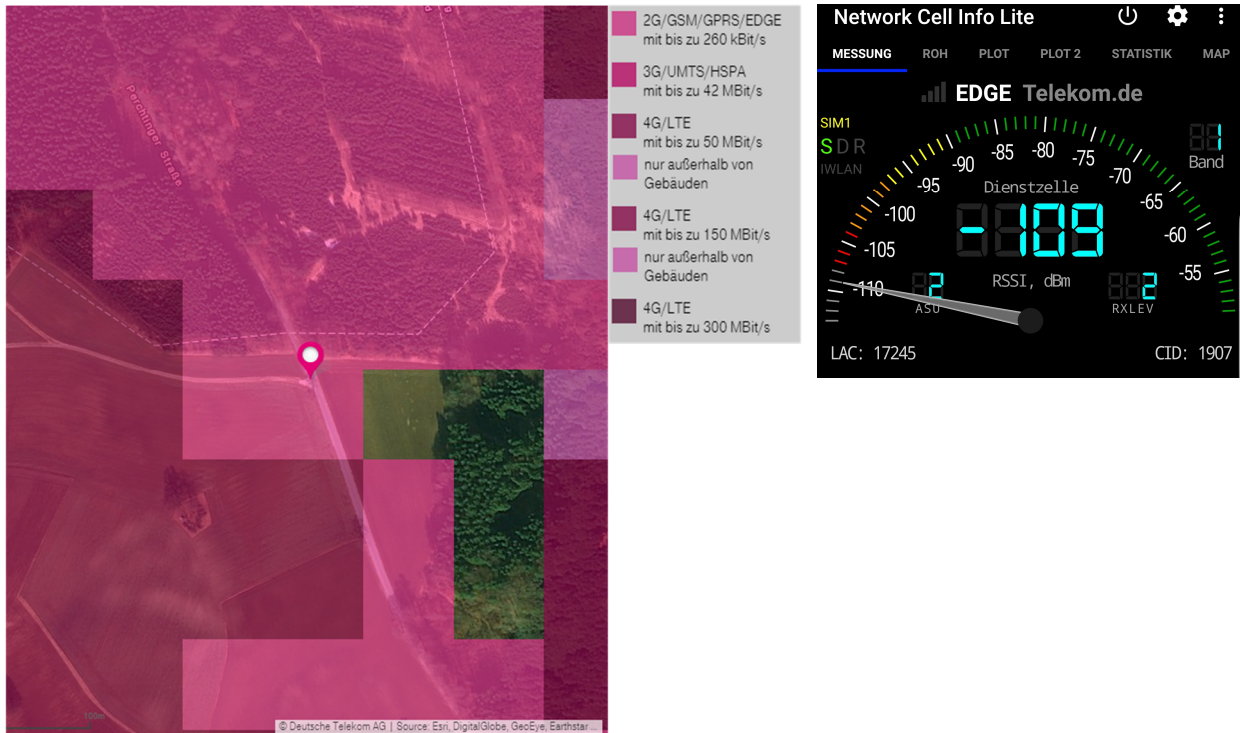 2G/GSM/GPRS/EDGE
mit bis zu 260 kBit/s
3G/UMTS/HSPA
mit bis zu 42 MBit/s
4G/LTE
mit bis zu 50 MBit/s
nur außerhalb von
Gebäuden
4G/LTE
mit bis zu 150 MBit/s
nur außerhalb von
Gebäuden
4G/LTE
mit bis zu 300 MBit/s
Perchtinger Straße
100m
© Deutsche Telekom AG | Source: Esri, DigitalGlobe, GeoEye, Earthstar ...
Network Cell Info Lite
MESSUNG ROH PLOT PLOT 2 STATISTIK MAP
EDGE Telekom.de
SIM1
SDR
IWLAN
1
Band
-110
-105
-100
-95
-90
-85
-80
-75
-70
-65
-60
-55
Dienstzelle
-109
RSSI, dBm
2
ASU
2
RXLEV
LAC: 17245
CID: 1907